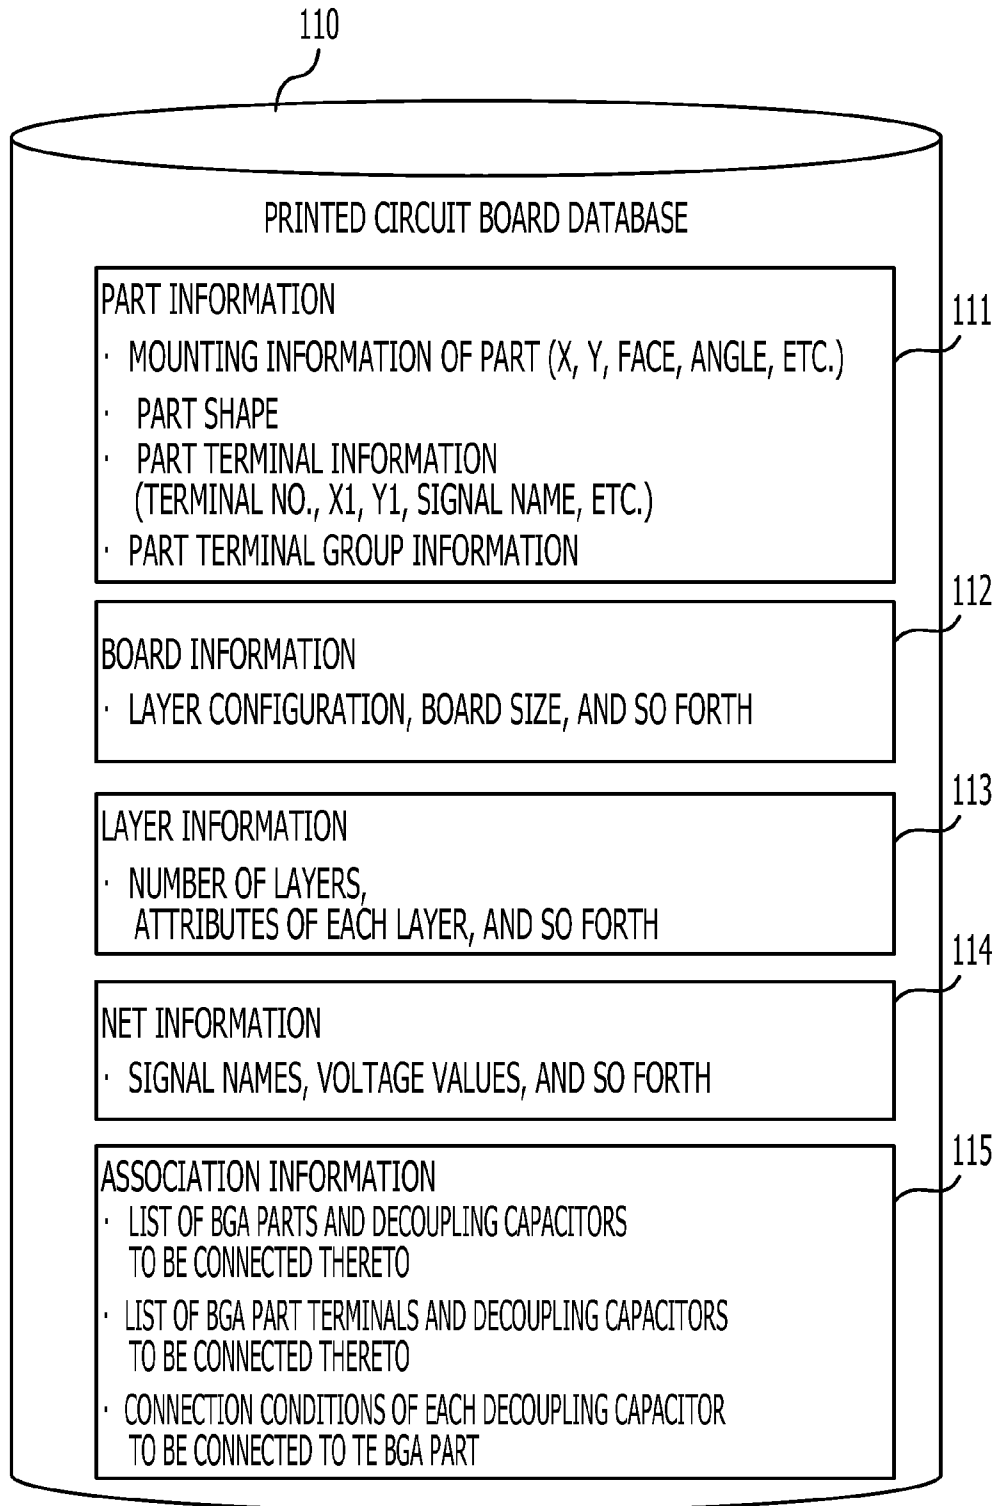 110
PRINTED CIRCUIT BOARD DATABASE
PART INFORMATION
111
· MOUNTING INFORMATION OF PART (X, Y, FACE, ANGLE, ETC.)
· PART SHAPE
· PART TERMINAL INFORMATION
(TERMINAL NO., X1, Y1, SIGNAL NAME, ETC.)
· PART TERMINAL GROUP INFORMATION
112
BOARD INFORMATION
· LAYER CONFIGURATION, BOARD SIZE, AND SO FORTH
113
LAYER INFORMATION
· NUMBER OF LAYERS,
ATTRIBUTES OF EACH LAYER, AND SO FORTH
114
NET INFORMATION
· SIGNAL NAMES, VOLTAGE VALUES, AND SO FORTH
115
ASSOCIATION INFORMATION
· LIST OF BGA PARTS AND DECOUPLING CAPACITORS
TO BE CONNECTED THERETO
· LIST OF BGA PART TERMINALS AND DECOUPLING CAPACITORS
TO BE CONNECTED THERETO
· CONNECTION CONDITIONS OF EACH DECOUPLING CAPACITOR
TO BE CONNECTED TO TE BGA PART